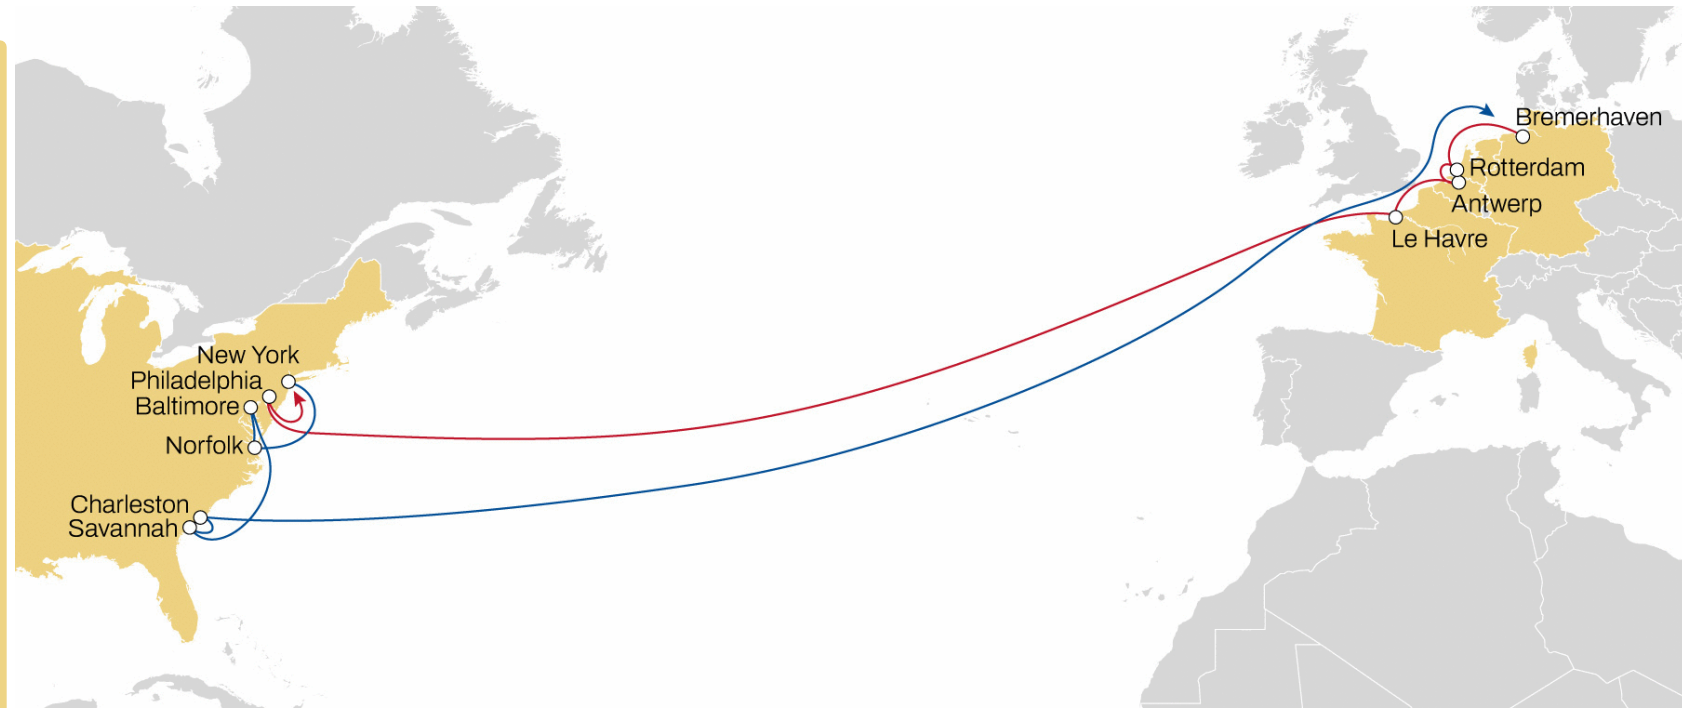 Bremerhaven
Rotterdam
Antwerp
Le Havre
New York
Philadelphia
Baltimore
Norfolk
Charleston
Savannah